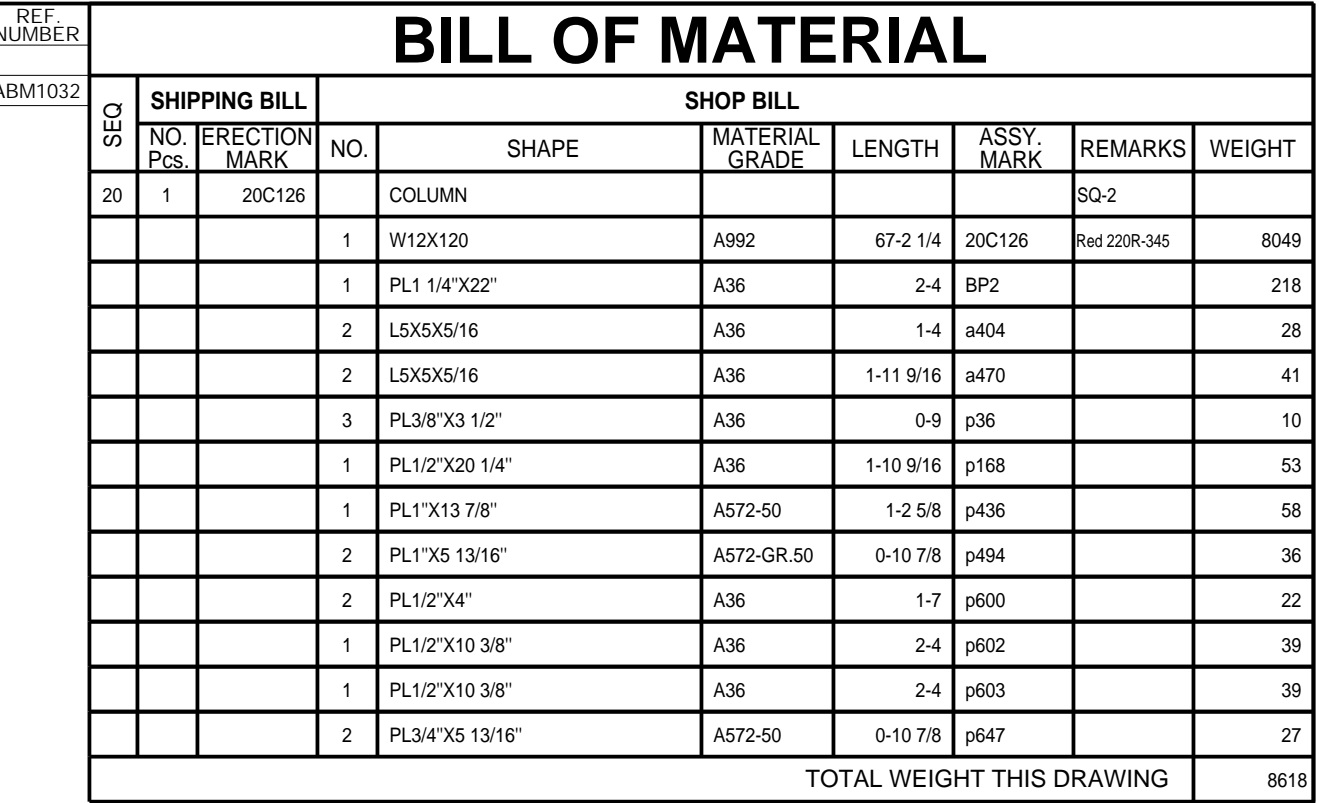 REF.
NUMBER
ABM1032
BILL OF MATERIAL
SEQ
SHIPPING BILL SHOP BILL
NO. Pcs. ERECTION MARK NO. SHAPE MATERIAL GRADE LENGTH ASSY. MARK REMARKS WEIGHT
20 1 20C126 COLUMN SQ-2
1 W12X120 A992 67-2 1/4 20C126 Red 220R-345 8049
1 PL1 1/4"X22" A36 2-4 BP2 218
2 L5X5X5/16 A36 1-4 a404 28
2 L5X5X5/16 A36 1-11 9/16 a470 41
3 PL3/8"X3 1/2" A36 0-9 p36 10
1 PL1/2"X20 1/4" A36 1-10 9/16 p168 53
1 PL1"X13 7/8" A572-50 1-2 5/8 p436 58
2 PL1"X5 13/16" A572-GR.50 0-10 7/8 p494 36
2 PL1/2"X4" A36 1-7 p600 22
1 PL1/2"X10 3/8" A36 2-4 p602 39
1 PL1/2"X10 3/8" A36 2-4 p603 39
2 PL3/4"X5 13/16" A572-50 0-10 7/8 p647 27
TOTAL WEIGHT THIS DRAWING 8618